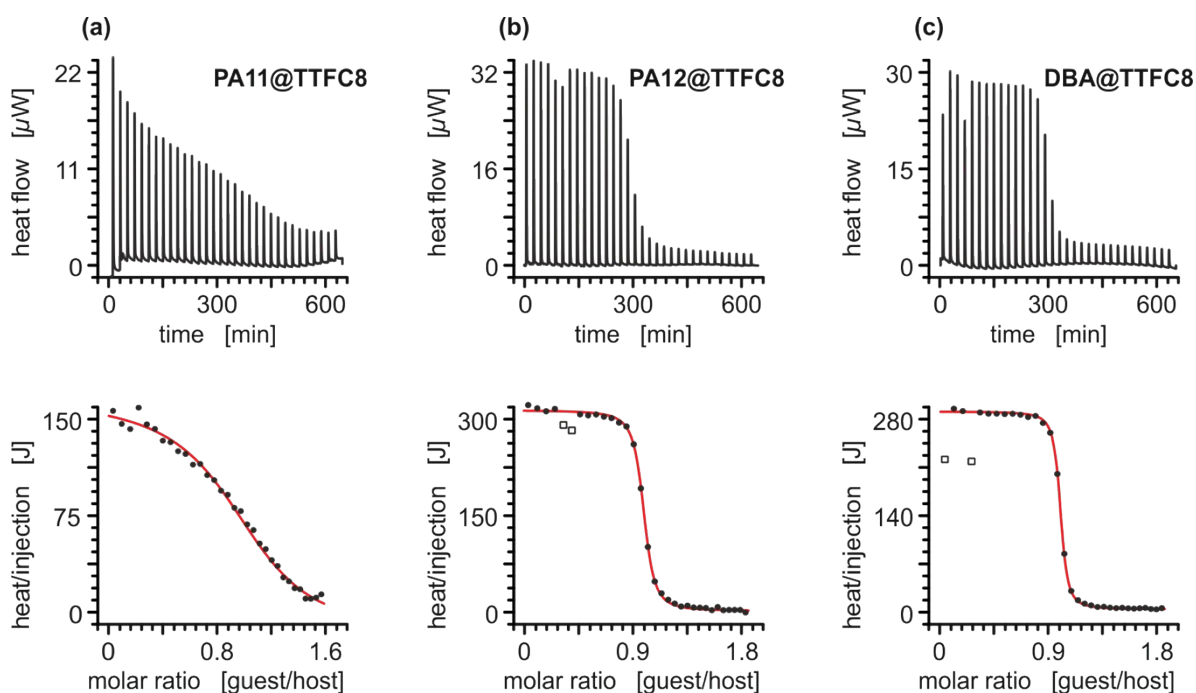 (a)
PA11@TTFC8
heat flow [µW]
22
11
0
0 300 600
time [min]
(b)
PA12@TTFC8
heat flow [µW]
32
16
0
0 300 600
time [min]
(c)
DBA@TTFC8
heat flow [µW]
30
15
0
0 300 600
time [min]
heat/injection [J]
150
75
0
0 0.8 1.6
molar ratio [guest/host]
heat/injection [J]
300
150
0
0 0.9 1.8
molar ratio [guest/host]
heat/injection [J]
280
140
0
0 0.9 1.8
molar ratio [guest/host]